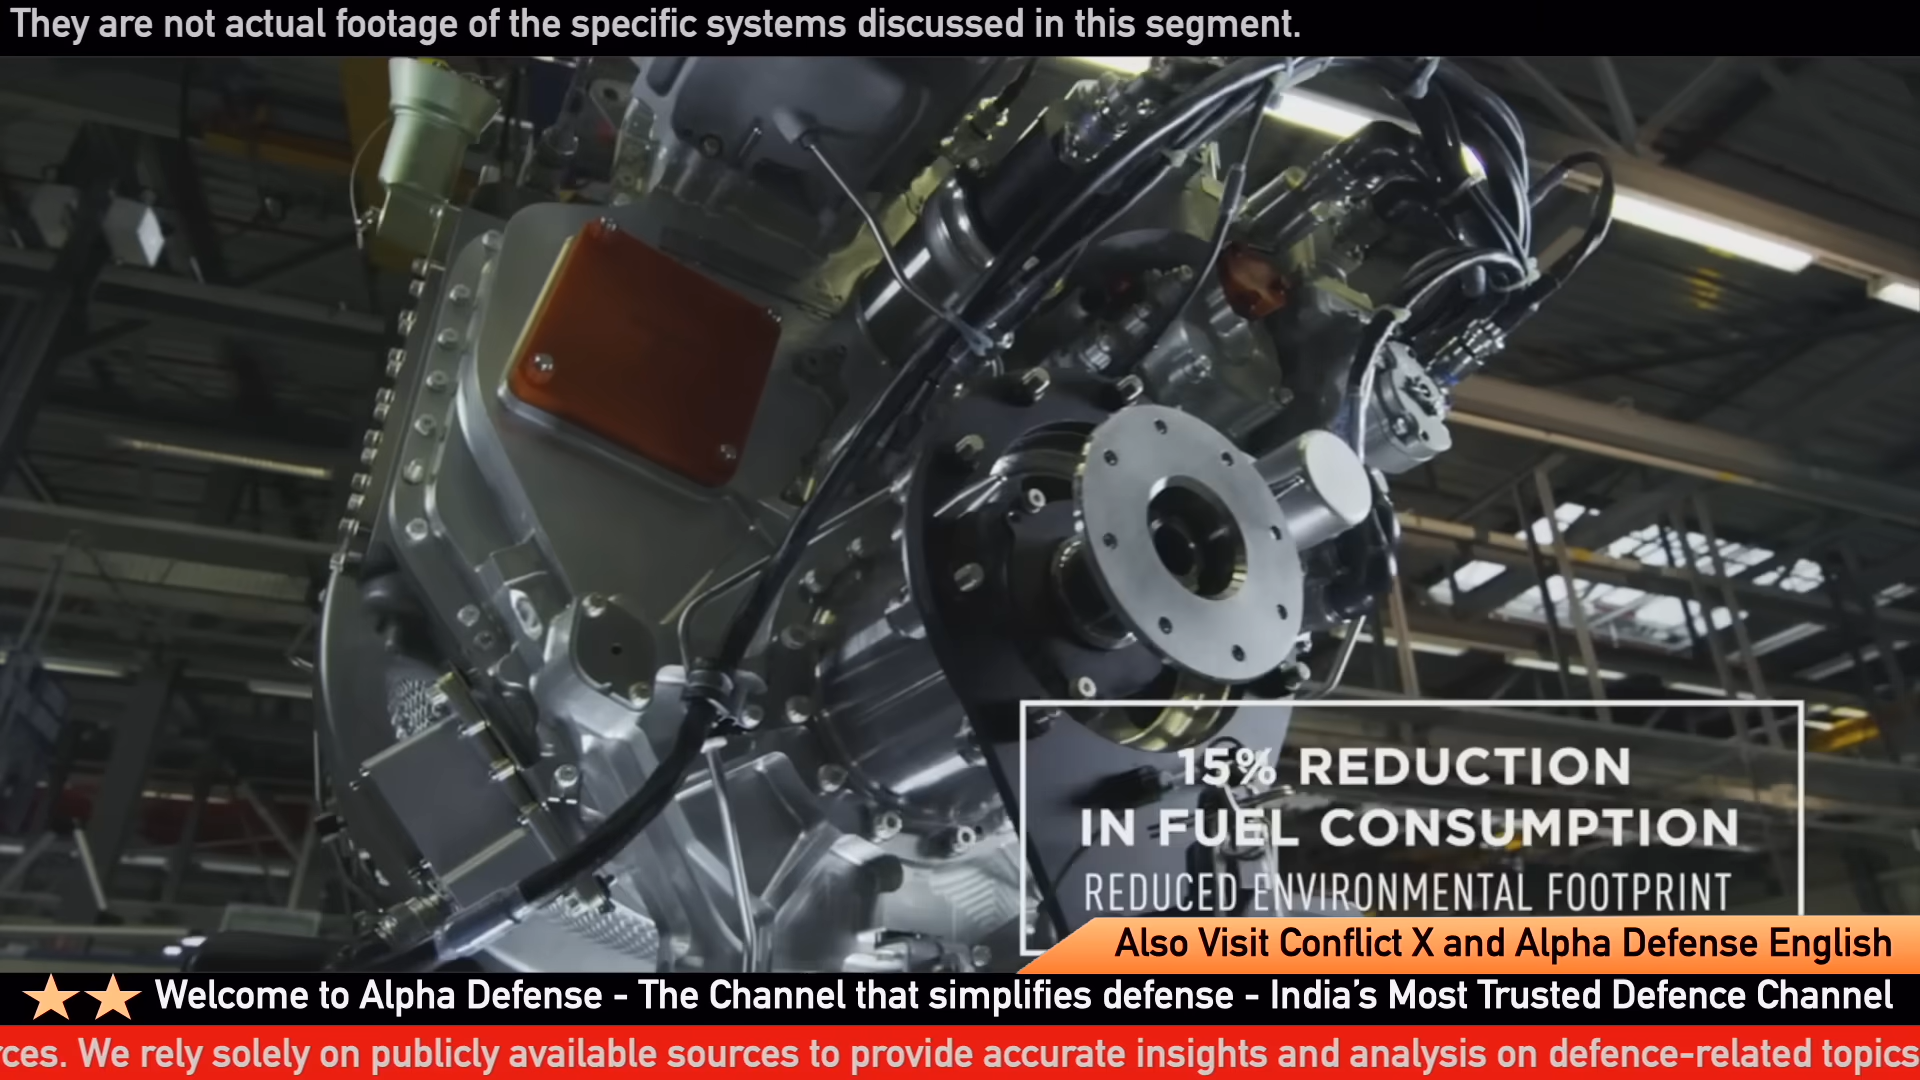 They are not actual footage of the specific systems discussed in this segment.
15% REDUCTION
IN FUEL CONSUMPTION
REDUCED ENVIRONMENTAL FOOTPRINT
Also Visit Conflict X and Alpha Defense English
Welcome to Alpha Defense - The Channel that simplifies defense - India's Most Trusted Defence Channel
We rely solely on publicly available sources to provide accurate insights and analysis on defence-related topics